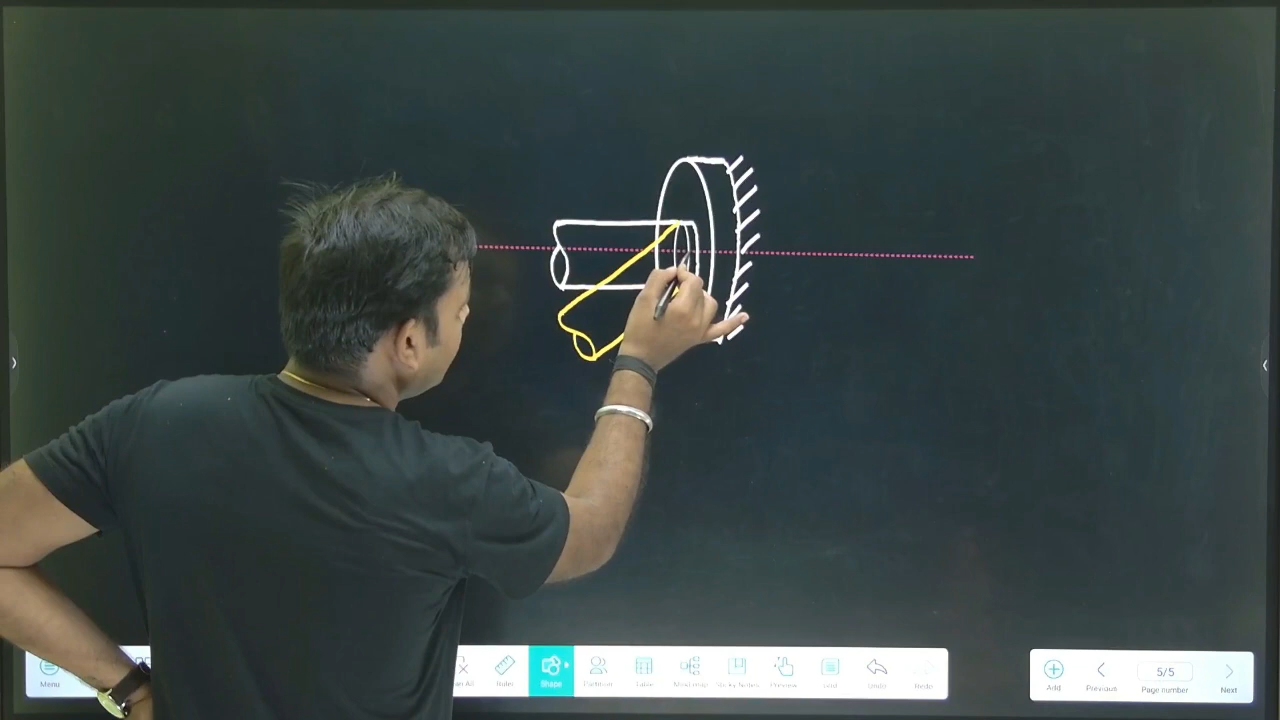 Menu
Ruler
Shape
Partition
Table
Mind map
Sticky Notes
Preview
Undo
Redo
Add
Previous
5/5
Page number
Next